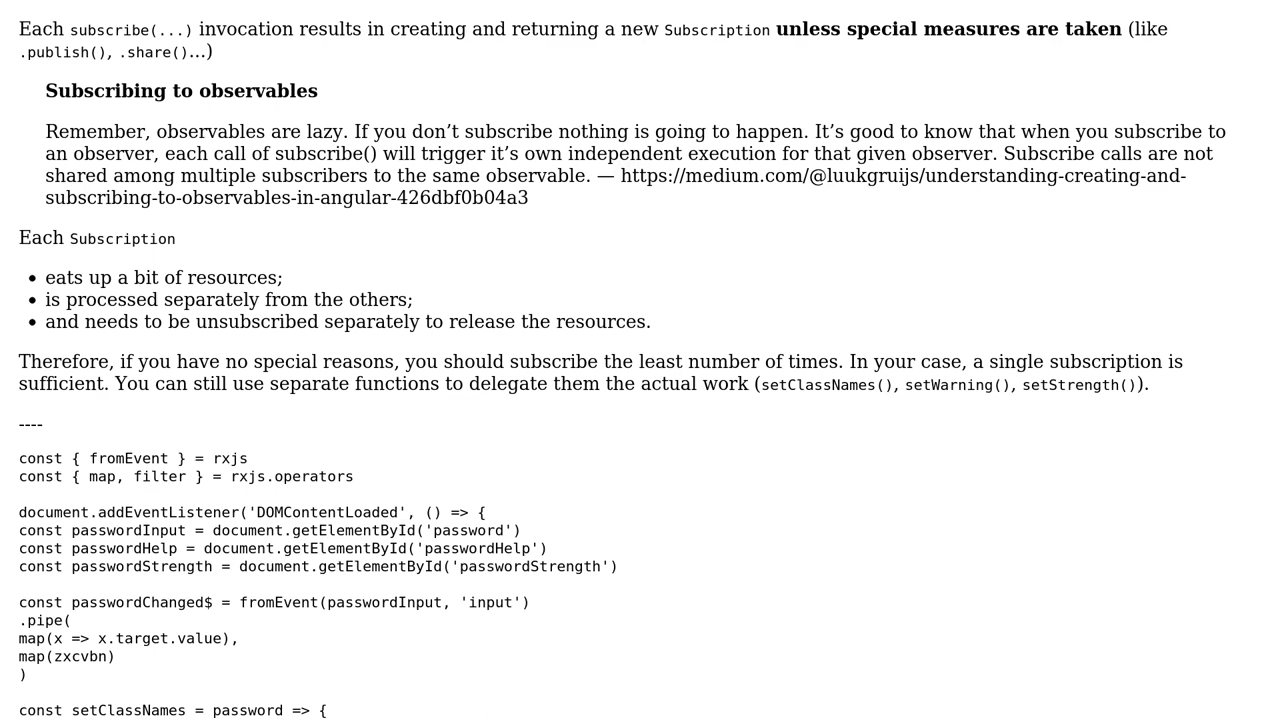 Each subscribe(...) invocation results in creating and returning a new Subscription unless special measures are taken (like
.publish(), .share()...)
Subscribing to observables
Remember, observables are lazy. If you don’t subscribe nothing is going to happen. It’s good to know that when you subscribe to
an observer, each call of subscribe() will trigger it’s own independent execution for that given observer. Subscribe calls are not
shared among multiple subscribers to the same observable. — https://medium.com/@luukgruijs/understanding-creating-and-
subscribing-to-observables-in-angular-426dbf0b04a3
Each Subscription
• eats up a bit of resources;
• is processed separately from the others;
• and needs to be unsubscribed separately to release the resources.
Therefore, if you have no special reasons, you should subscribe the least number of times. In your case, a single subscription is
sufficient. You can still use separate functions to delegate them the actual work (setClassNames(), setWarning(), setStrength()).
----
const { fromEvent } = rxjs
const { map, filter } = rxjs.operators
document.addEventListener('DOMContentLoaded', () => {
const passwordInput = document.getElementById('password')
const passwordHelp = document.getElementById('passwordHelp')
const passwordStrength = document.getElementById('passwordStrength')
const passwordChanged$ = fromEvent(passwordInput, 'input')
.pipe(
map(x => x.target.value),
map(zxcvbn)
)
const setClassNames = password => {